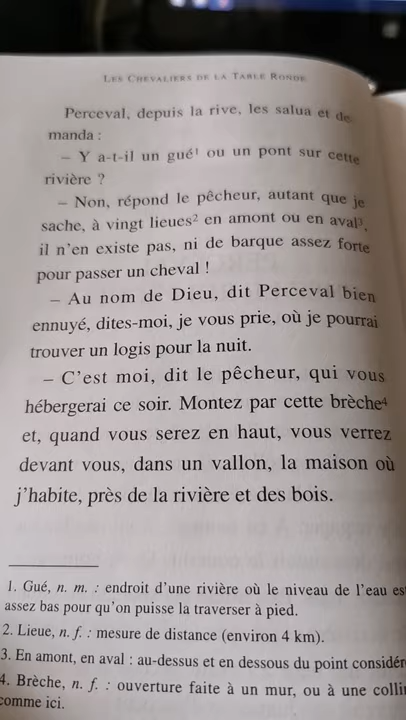 LES CHEVALIERS DE LA TABLE RONDE
Perceval, depuis la rive, les salua et de
manda :
– Y a-t-il un gué¹ ou un pont sur cette
rivière ?
– Non, répond le pêcheur, autant que je
sache, à vingt lieues² en amont ou en aval³,
il n'en existe pas, ni de barque assez forte
pour passer un cheval !
– Au nom de Dieu, dit Perceval bien
ennuyé, dites-moi, je vous prie, où je pourrai
trouver un logis pour la nuit.
– C'est moi, dit le pêcheur, qui vous
hébergerai ce soir. Montez par cette brèche⁴
et, quand vous serez en haut, vous verrez
devant vous, dans un vallon, la maison où
j'habite, près de la rivière et des bois.
1. Gué, n. m. : endroit d'une rivière où le niveau de l'eau es
assez bas pour qu'on puisse la traverser à pied.
2. Lieue, n. f. : mesure de distance (environ 4 km).
3. En amont, en aval : au-dessus et en dessous du point considér
4. Brèche, n. f. : ouverture faite à un mur, ou à une colli
comme ici.